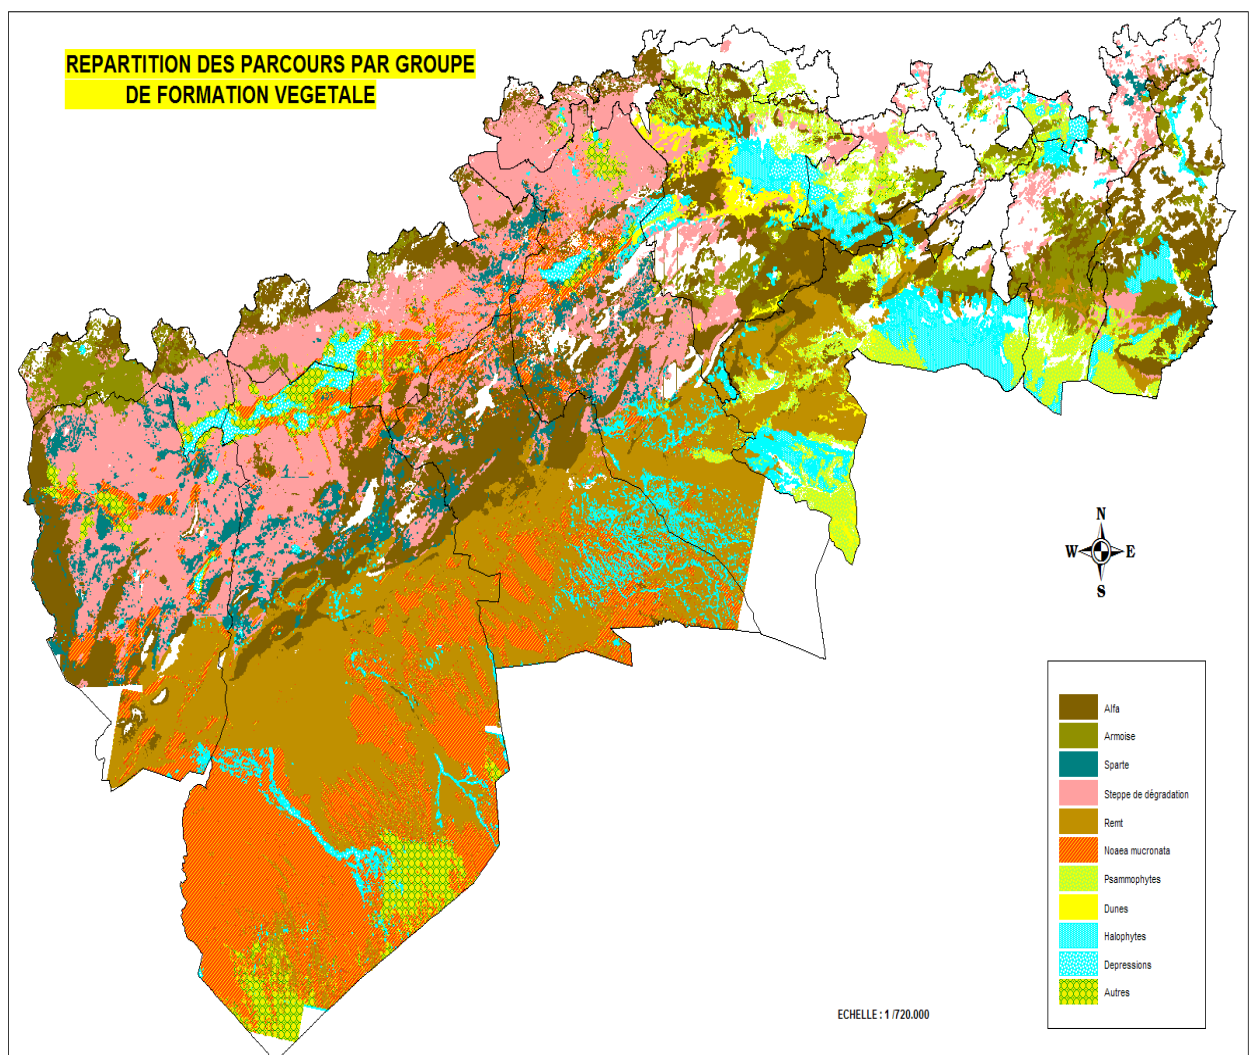 REPARTITION DES PARCOURS PAR GROUPE
DE FORMATION VEGETALE
N
W E
S
Alfa
Armoise
Sparte
Steppe de dégradation
Remt
Noaea mucronata
Psammophytes
Dunes
Halophytes
Depressions
Autres
ECHELLE : 1 /720.000